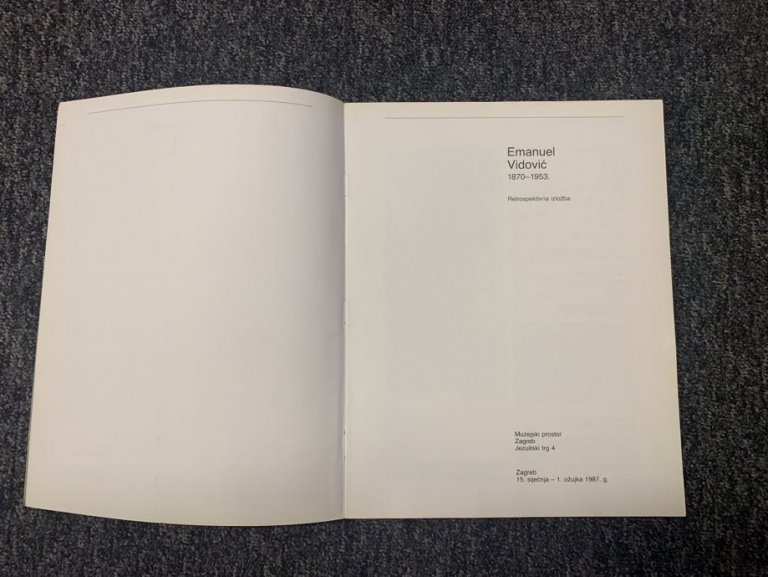 Emanuel
Vidović
1870–1953.
Retrospektivna izložba
Muzejski prostor
Zagreb
Jezuitski trg 4
Zagreb
15. siječnja – 1. ožujka 1987. g.